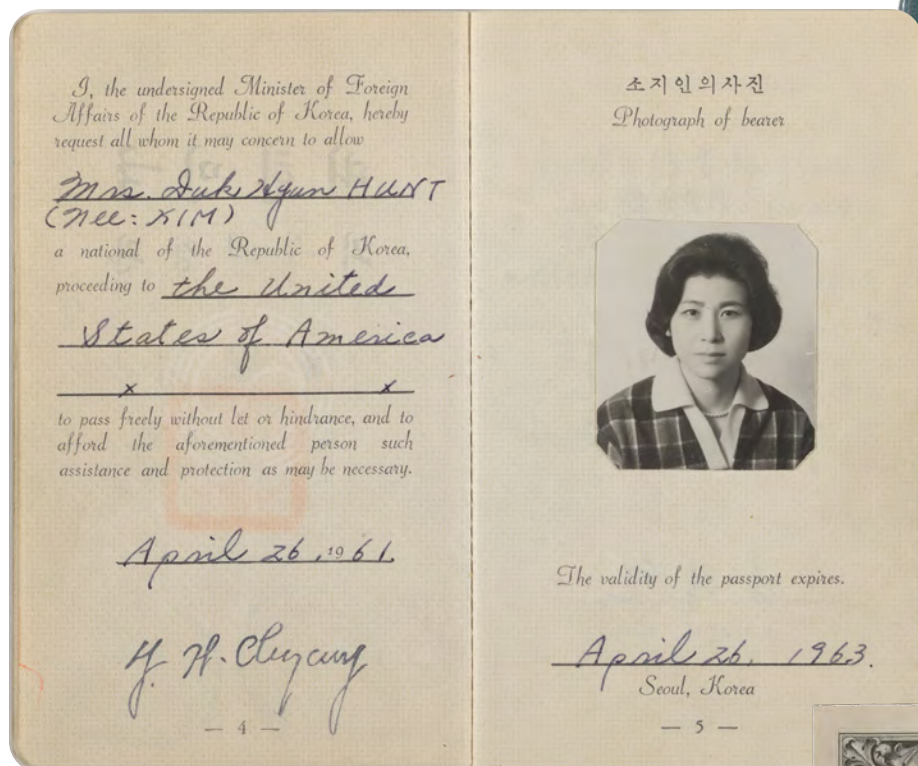 I, the undersigned Minister of Foreign
Affairs of the Republic of Korea, hereby
request all whom it may concern to allow
Mrs. Duk Hyun HUNT
(Nee: KIM)
a national of the Republic of Korea,
proceeding to the United
States of America
x x
to pass freely without let or hindrance, and to
afford the aforementioned person such
assistance and protection as may be necessary.
April 26, 1961.
— 4 —
소지인의사진
Photograph of bearer
The validity of the passport expires.
April 26, 1963.
Seoul, Korea
— 5 —